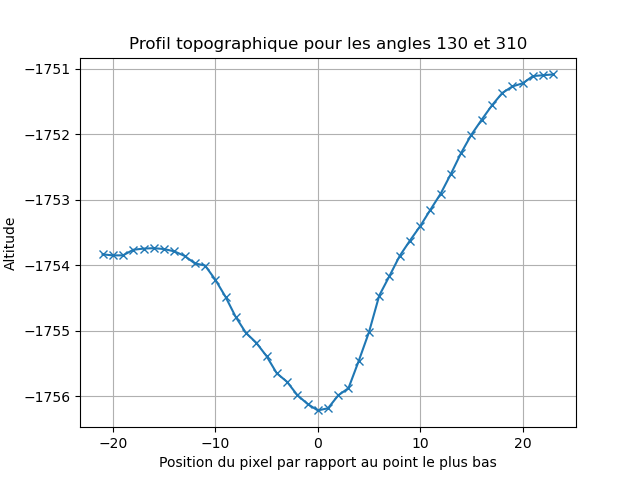 Profil topographique pour les angles 130 et 310
−1751
−1752
−1753
−1754
−1755
−1756
Altitude
−20 −10 0 10 20
Position du pixel par rapport au point le plus bas